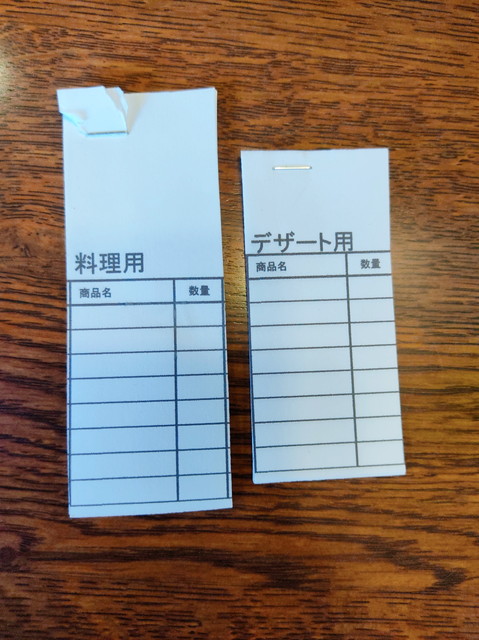 料理用
商品名 数量
デザート用
商品名 数量